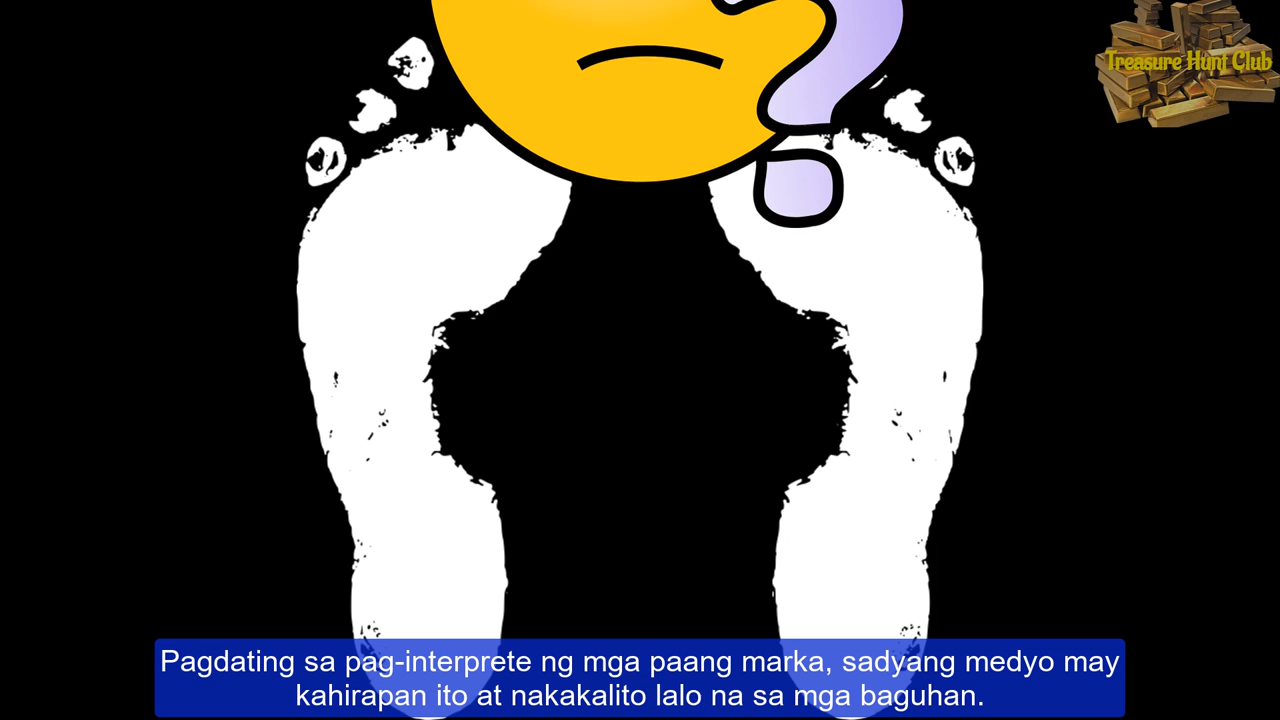 Treasure Hunt Club
Pagdating sa pag-interprete ng mga paang marka, sadyang medyo may
kahirapan ito at nakakalito lalo na sa mga baguhan.